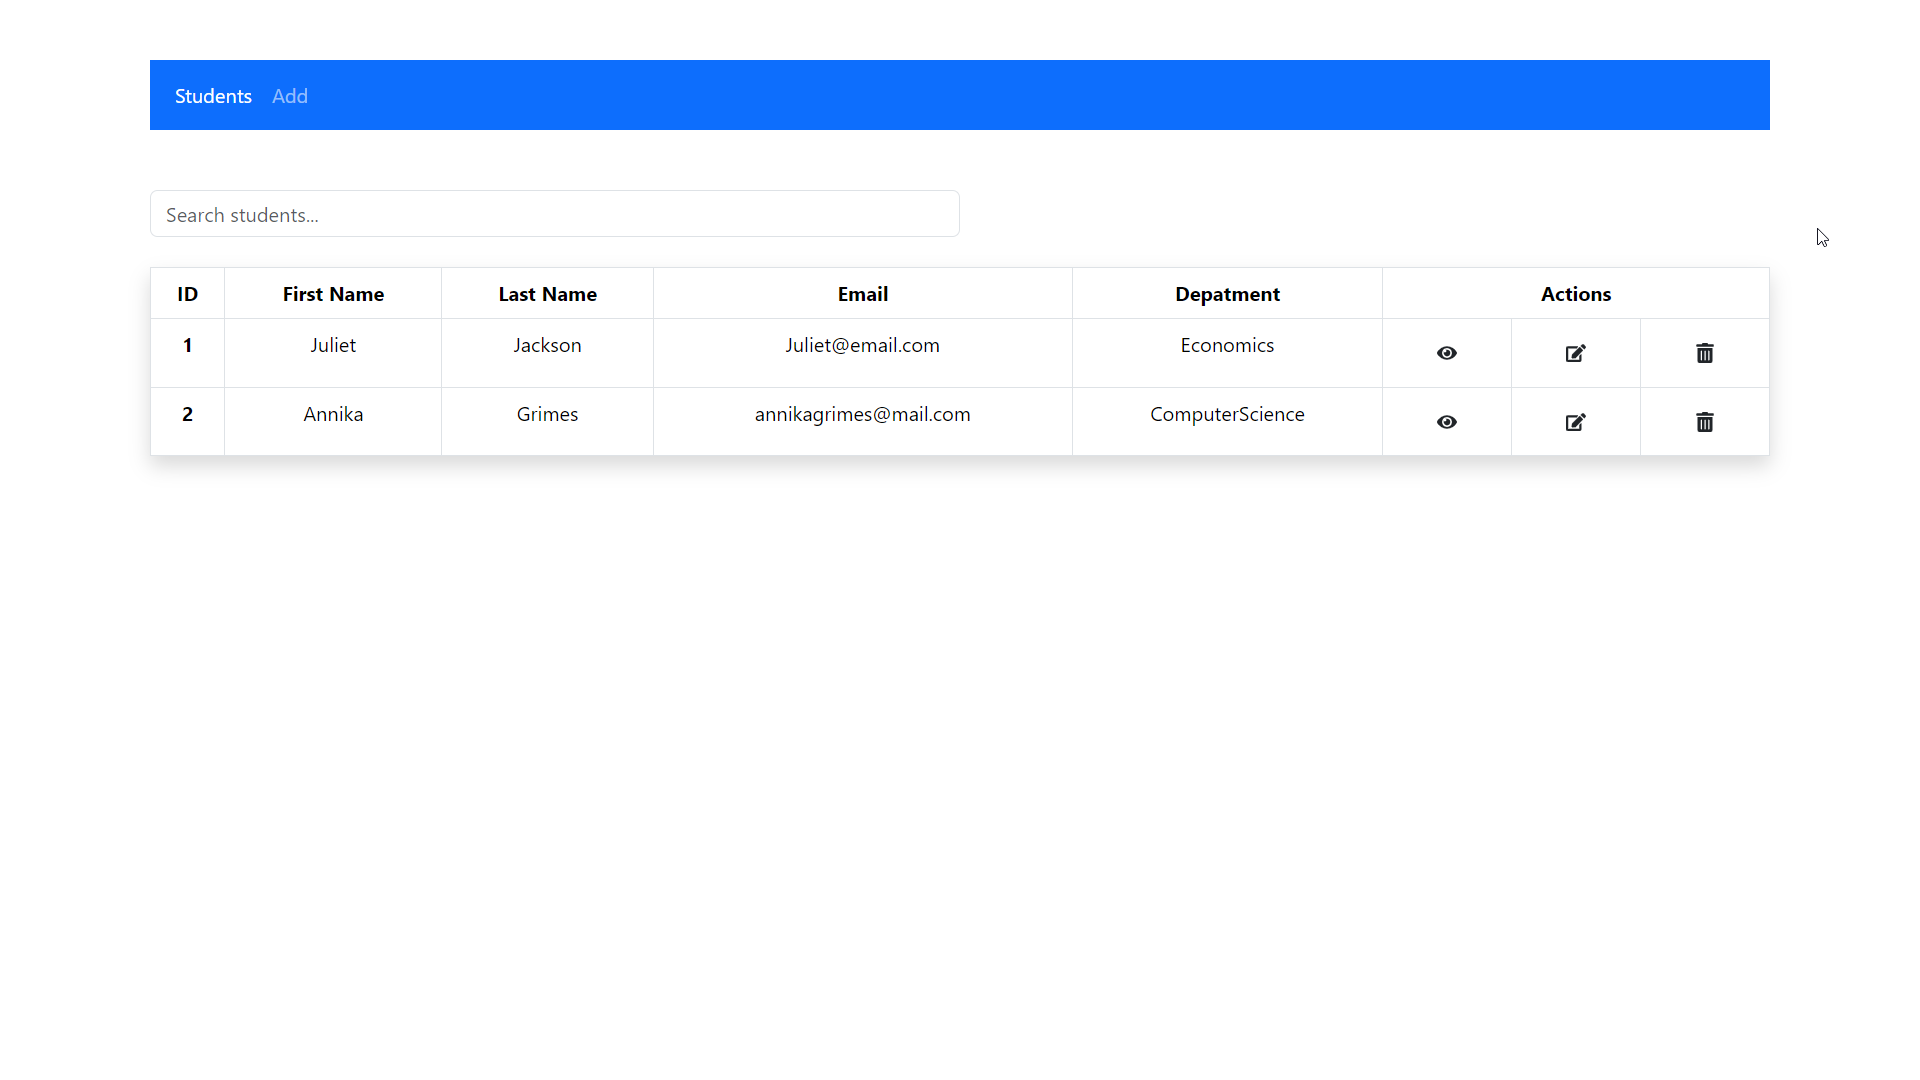 Students Add
Search students...
ID First Name Last Name Email Depatment Actions
1 Juliet Jackson Juliet@email.com Economics
2 Annika Grimes annikagrimes@mail.com ComputerScience